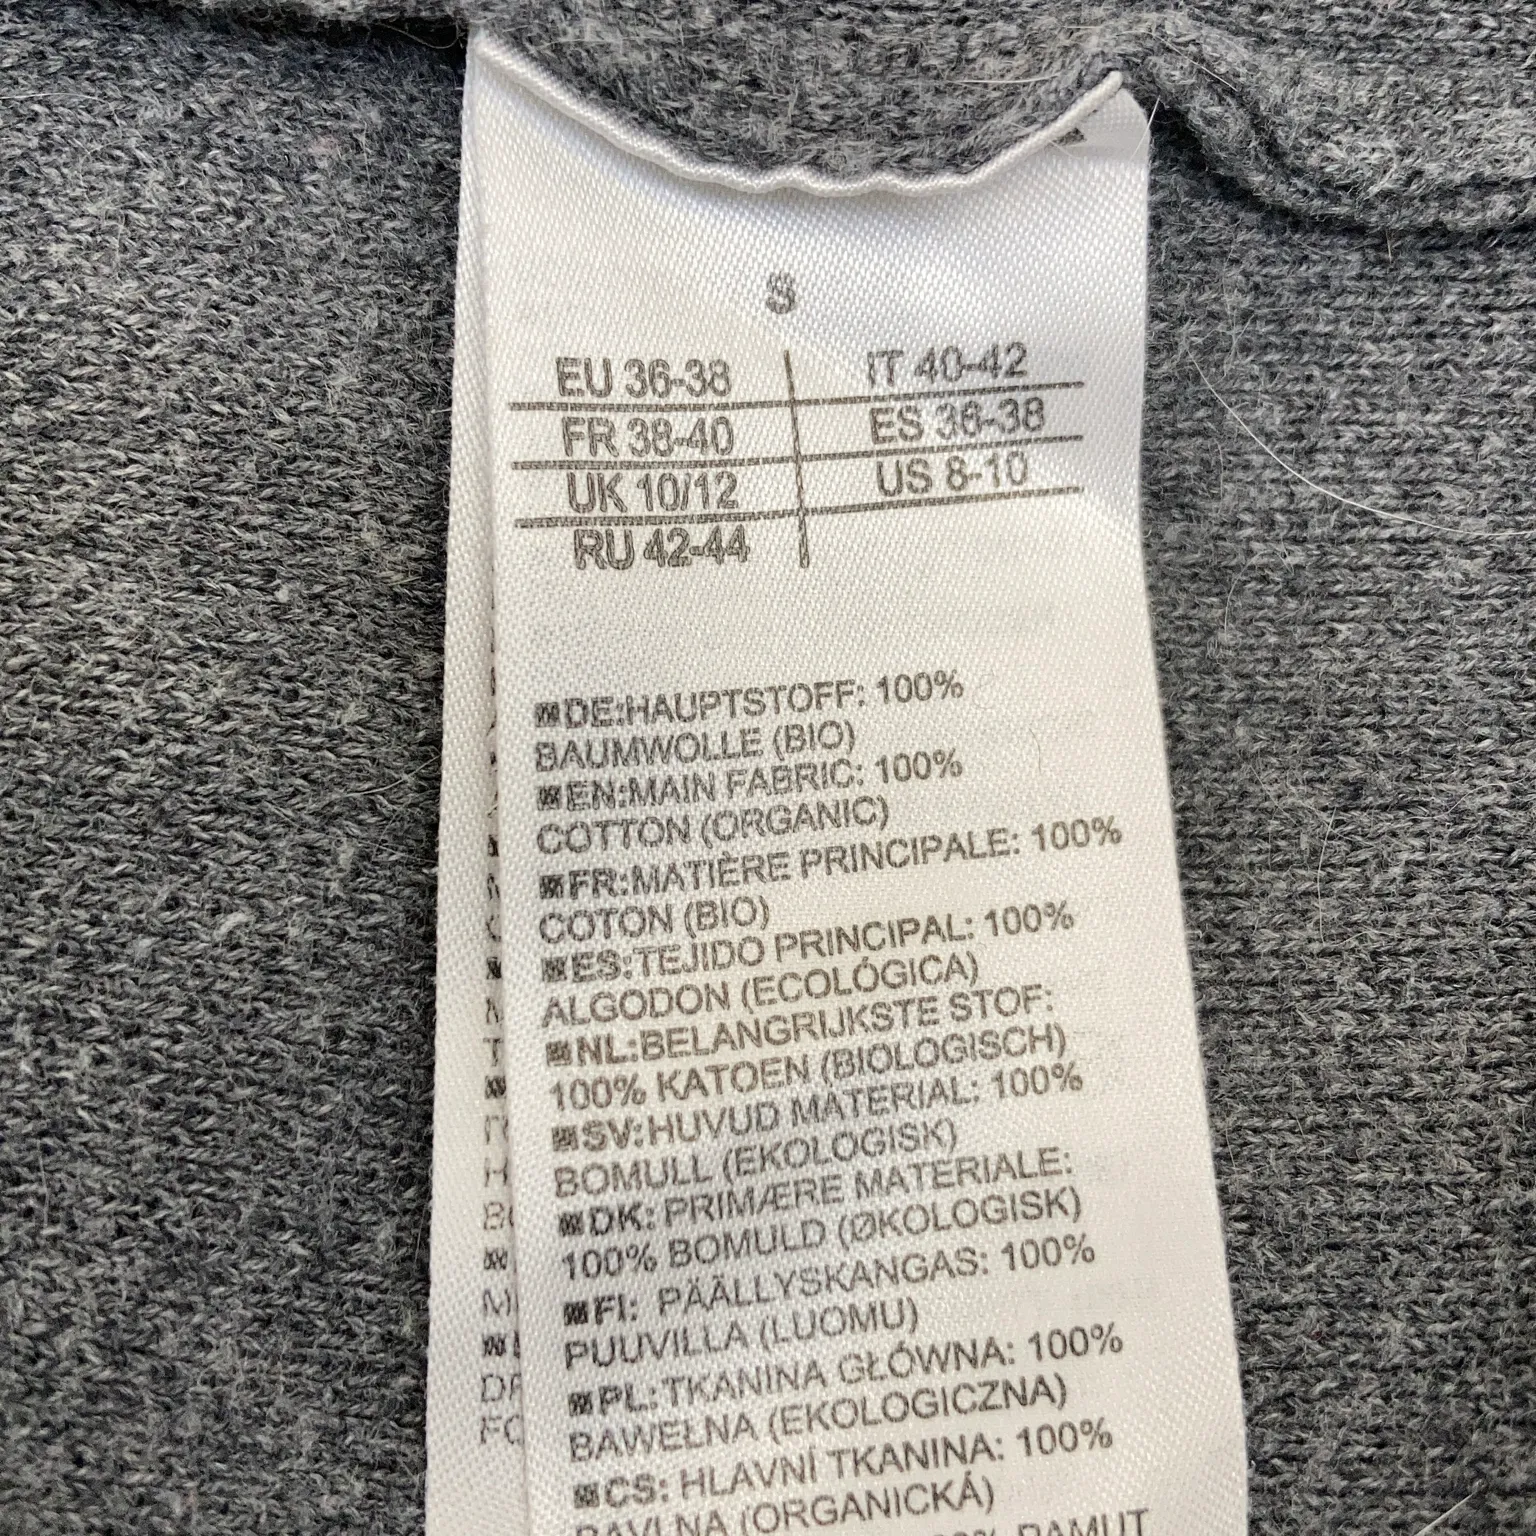 S
EU 36-38 IT 40-42
FR 38-40 ES 36-38
UK 10/12 US 8-10
RU 42-44
DE:HAUPTSTOFF: 100%
BAUMWOLLE (BIO)
EN:MAIN FABRIC: 100%
COTTON (ORGANIC)
FR:MATIÈRE PRINCIPALE: 100%
COTON (BIO)
ES:TEJIDO PRINCIPAL: 100%
ALGODON (ECOLÓGICA)
NL:BELANGRIJKSTE STOF:
100% KATOEN (BIOLOGISCH)
SV:HUVUD MATERIAL: 100%
BOMULL (EKOLOGISK)
DK: PRIMÆRE MATERIALE:
100% BOMULD (ØKOLOGISK)
FI: PÄÄLLYSKANGAS: 100%
PUUVILLA (LUOMU)
PL:TKANINA GŁÓWNA: 100%
BAWEŁNA (EKOLOGICZNA)
CS: HLAVNÍ TKANINA: 100%
BAVLNA (ORGANICKÁ)
PAMUT